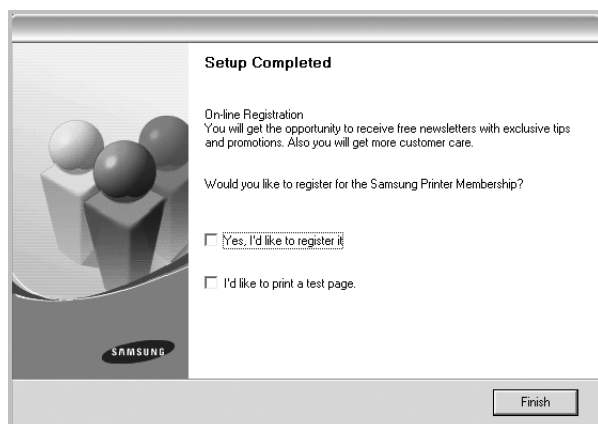 Setup Completed
On-line Registration
You will get the opportunity to receive free newsletters with exclusive tips
and promotions. Also you will get more customer care.
Would you like to register for the Samsung Printer Membership?
Yes, I'd like to register it
I'd like to print a test page.
SAMSUNG
Finish